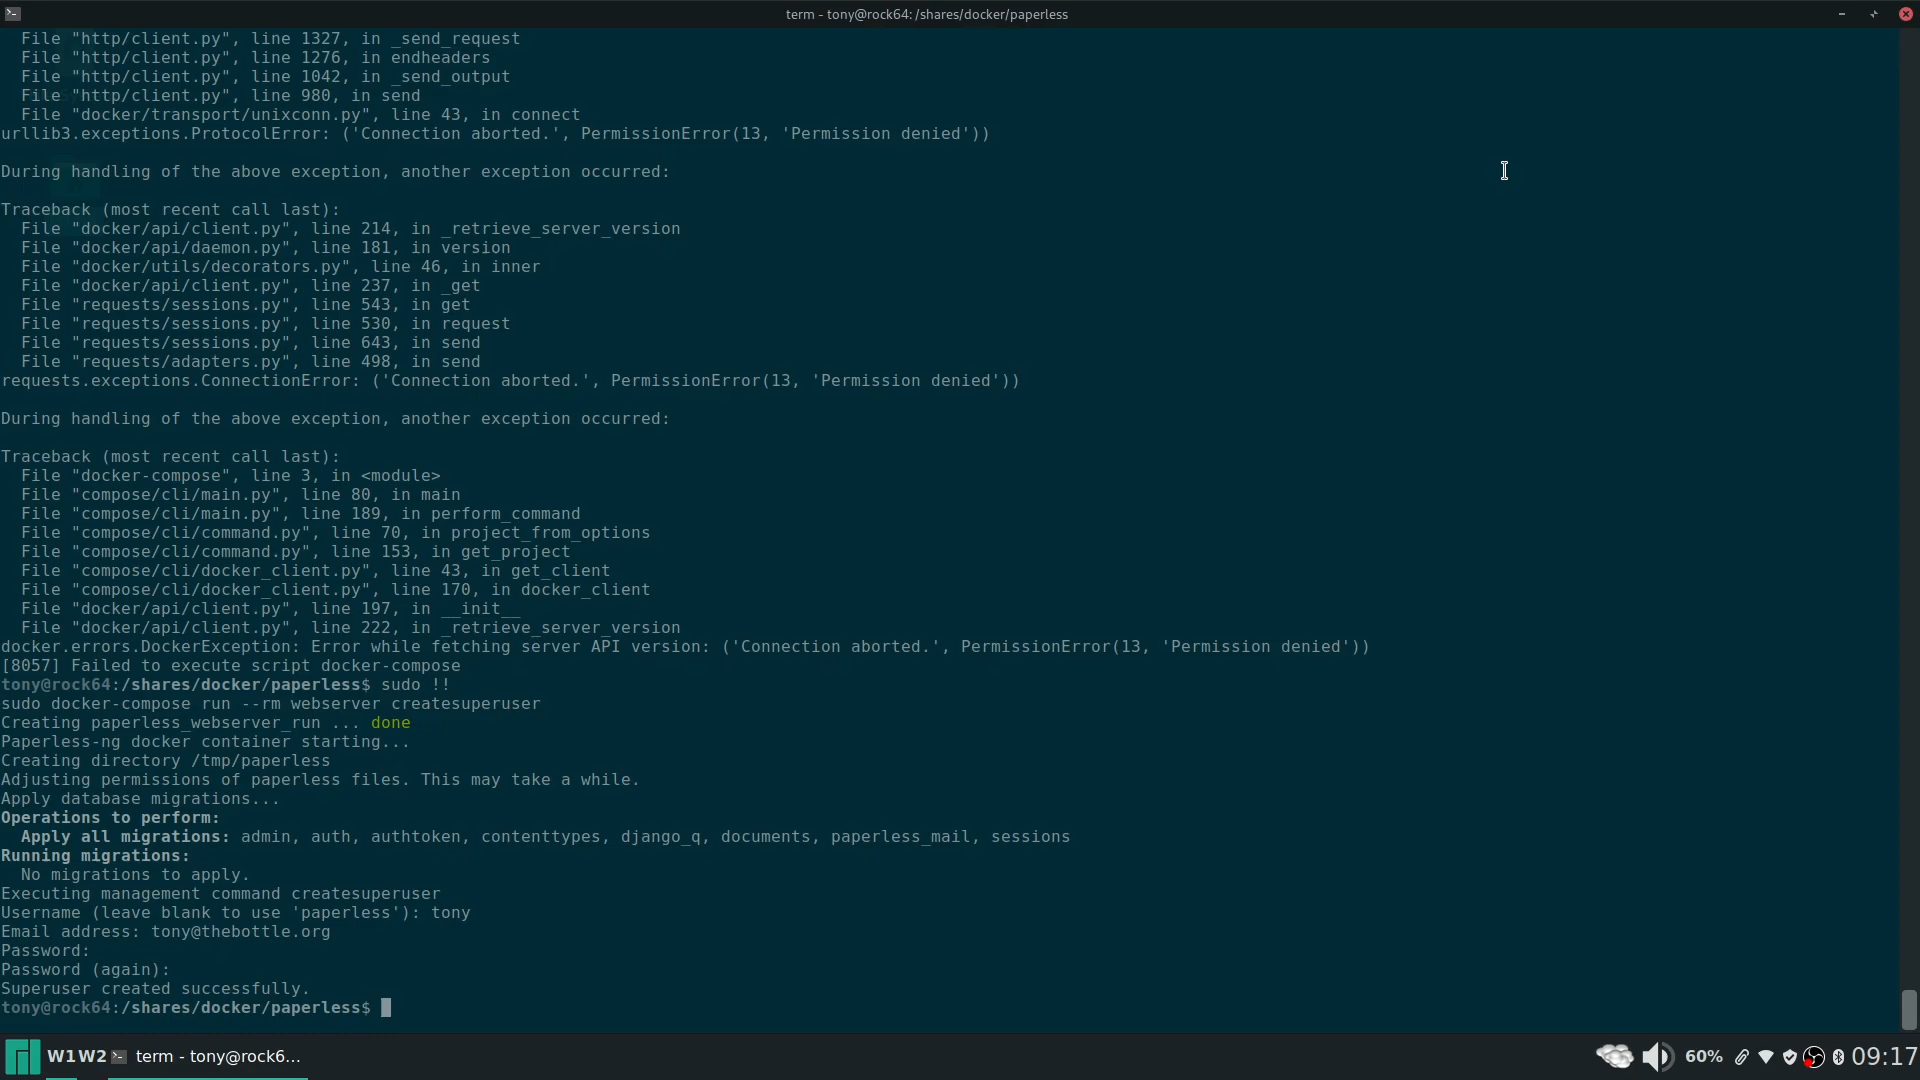 term - tony@rock64: /shares/docker/paperless
  File "http/client.py", line 1327, in _send_request
  File "http/client.py", line 1276, in endheaders
  File "http/client.py", line 1042, in _send_output
  File "http/client.py", line 980, in send
  File "docker/transport/unixconn.py", line 43, in connect
urllib3.exceptions.ProtocolError: ('Connection aborted.', PermissionError(13, 'Permission denied'))
During handling of the above exception, another exception occurred:
Traceback (most recent call last):
  File "docker/api/client.py", line 214, in _retrieve_server_version
  File "docker/api/daemon.py", line 181, in version
  File "docker/utils/decorators.py", line 46, in inner
  File "docker/api/client.py", line 237, in _get
  File "requests/sessions.py", line 543, in get
  File "requests/sessions.py", line 530, in request
  File "requests/sessions.py", line 643, in send
  File "requests/adapters.py", line 498, in send
requests.exceptions.ConnectionError: ('Connection aborted.', PermissionError(13, 'Permission denied'))
During handling of the above exception, another exception occurred:
Traceback (most recent call last):
  File "docker-compose", line 3, in <module>
  File "compose/cli/main.py", line 80, in main
  File "compose/cli/main.py", line 189, in perform_command
  File "compose/cli/command.py", line 70, in project_from_options
  File "compose/cli/command.py", line 153, in get_project
  File "compose/cli/docker_client.py", line 43, in get_client
  File "compose/cli/docker_client.py", line 170, in docker_client
  File "docker/api/client.py", line 197, in __init__
  File "docker/api/client.py", line 222, in _retrieve_server_version
docker.errors.DockerException: Error while fetching server API version: ('Connection aborted.', PermissionError(13, 'Permission denied'))
[8057] Failed to execute script docker-compose
tony@rock64:/shares/docker/paperless$ sudo !!
sudo docker-compose run --rm webserver createsuperuser
Creating paperless_webserver_run ... done
Paperless-ng docker container starting...
Creating directory /tmp/paperless
Adjusting permissions of paperless files. This may take a while.
Apply database migrations...
Operations to perform:
  Apply all migrations: admin, auth, authtoken, contenttypes, django_q, documents, paperless_mail, sessions
Running migrations:
  No migrations to apply.
Executing management command createsuperuser
Username (leave blank to use 'paperless'): tony
Email address: tony@thebottle.org
Password:
Password (again):
Superuser created successfully.
tony@rock64:/shares/docker/paperless$
W1 W2 term - tony@rock6... 60% 09:17